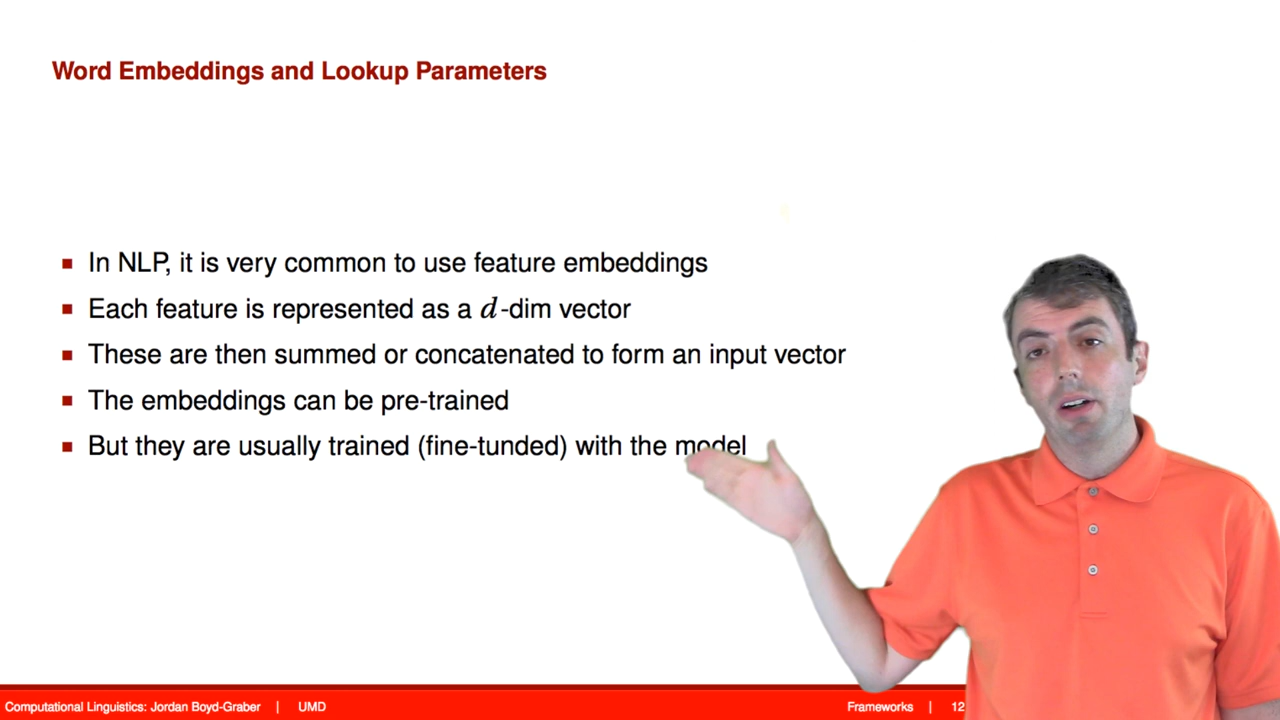 Word Embeddings and Lookup Parameters
In NLP, it is very common to use feature embeddings
Each feature is represented as a d-dim vector
These are then summed or concatenated to form an input vector
The embeddings can be pre-trained
But they are usually trained (fine-tunded) with the model
Computational Linguistics: Jordan Boyd-Graber | UMD Frameworks | 12